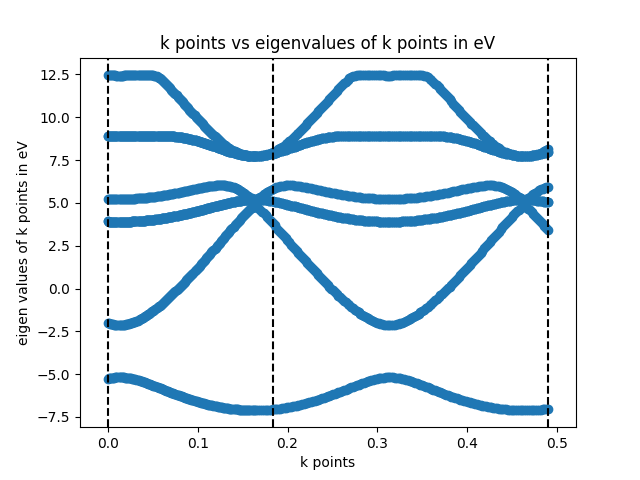 k points vs eigenvalues of k points in eV
eigen values of k points in eV
12.5
10.0
7.5
5.0
2.5
0.0
−2.5
−5.0
−7.5
0.0 0.1 0.2 0.3 0.4 0.5
k points